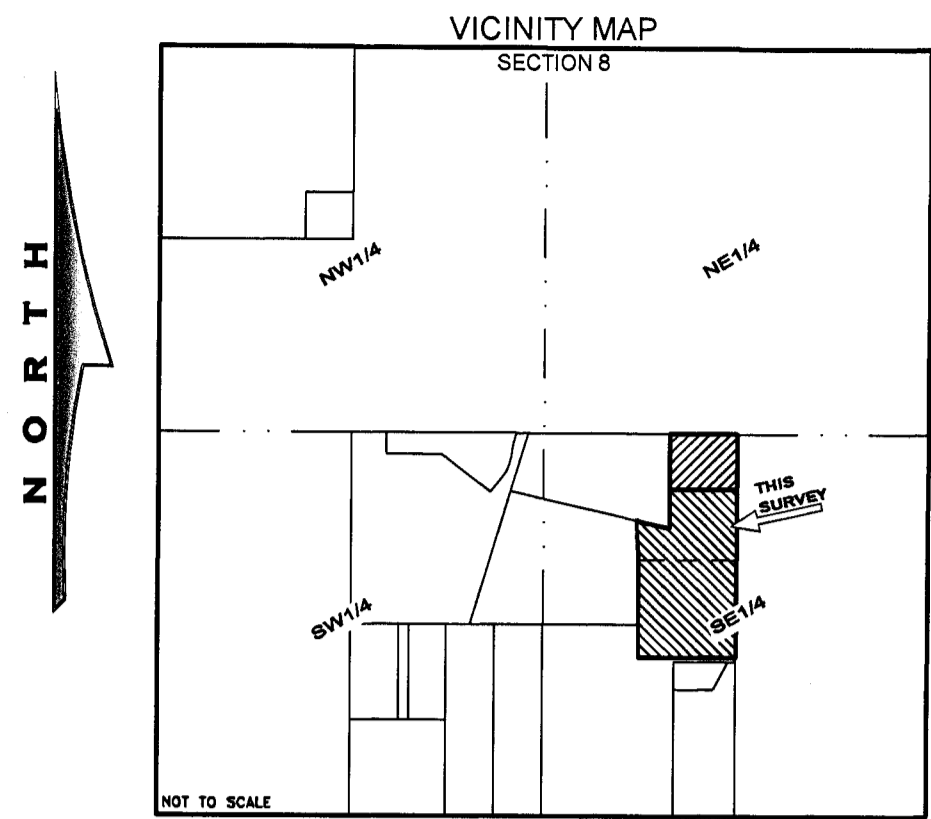 VICINITY MAP
SECTION 8
NORTH
NW1/4
NE1/4
THIS
SURVEY
SW1/4
SE1/4
NOT TO SCALE